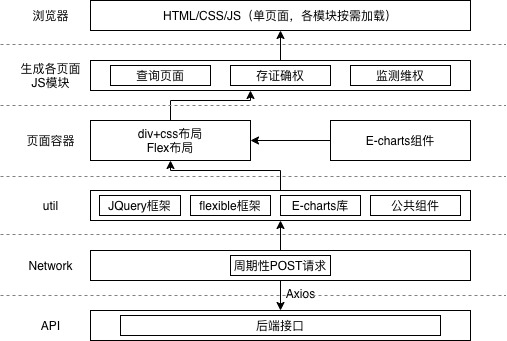 浏览器
HTML/CSS/JS（单页面，各模块按需加载）
生成各页面
JS模块
查询页面
存证确权
监测维权
页面容器
div+css布局
Flex布局
E-charts组件
util
JQuery框架
flexible框架
E-charts库
公共组件
Network
周期性POST请求
Axios
API
后端接口